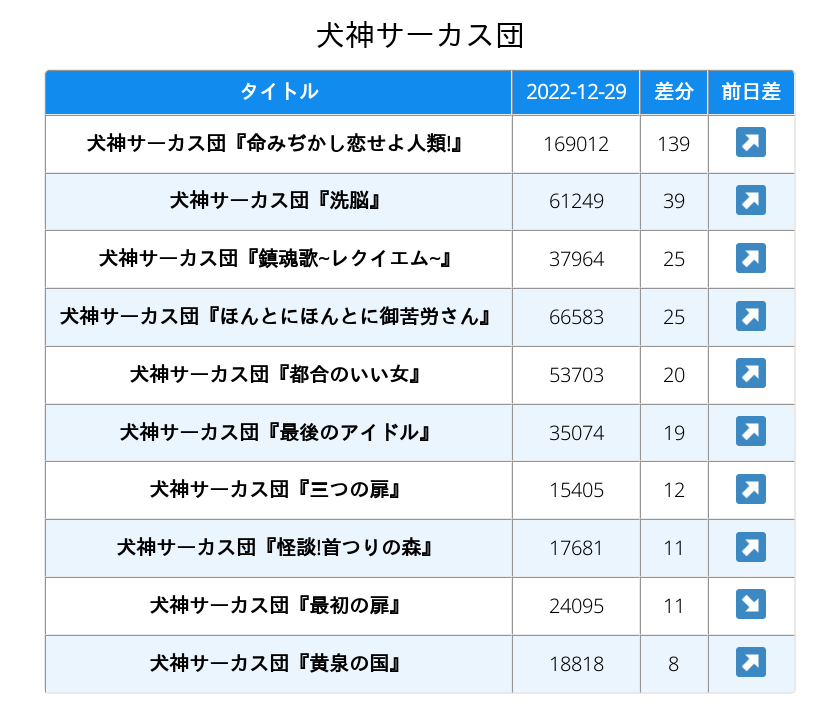 犬神サーカス団
タイトル 2022-12-29 差分 前日差
犬神サーカス団『命みぢかし恋せよ人類!』 169012 139 ↗
犬神サーカス団『洗脳』 61249 39 ↗
犬神サーカス団『鎮魂歌~レクイエム~』 37964 25 ↗
犬神サーカス団『ほんとにほんとに御苦労さん』 66583 25 ↗
犬神サーカス団『都合のいい女』 53703 20 ↗
犬神サーカス団『最後のアイドル』 35074 19 ↗
犬神サーカス団『三つの扉』 15405 12 ↗
犬神サーカス団『怪談!首つりの森』 17681 11 ↗
犬神サーカス団『最初の扉』 24095 11 ↘
犬神サーカス団『黄泉の国』 18818 8 ↗